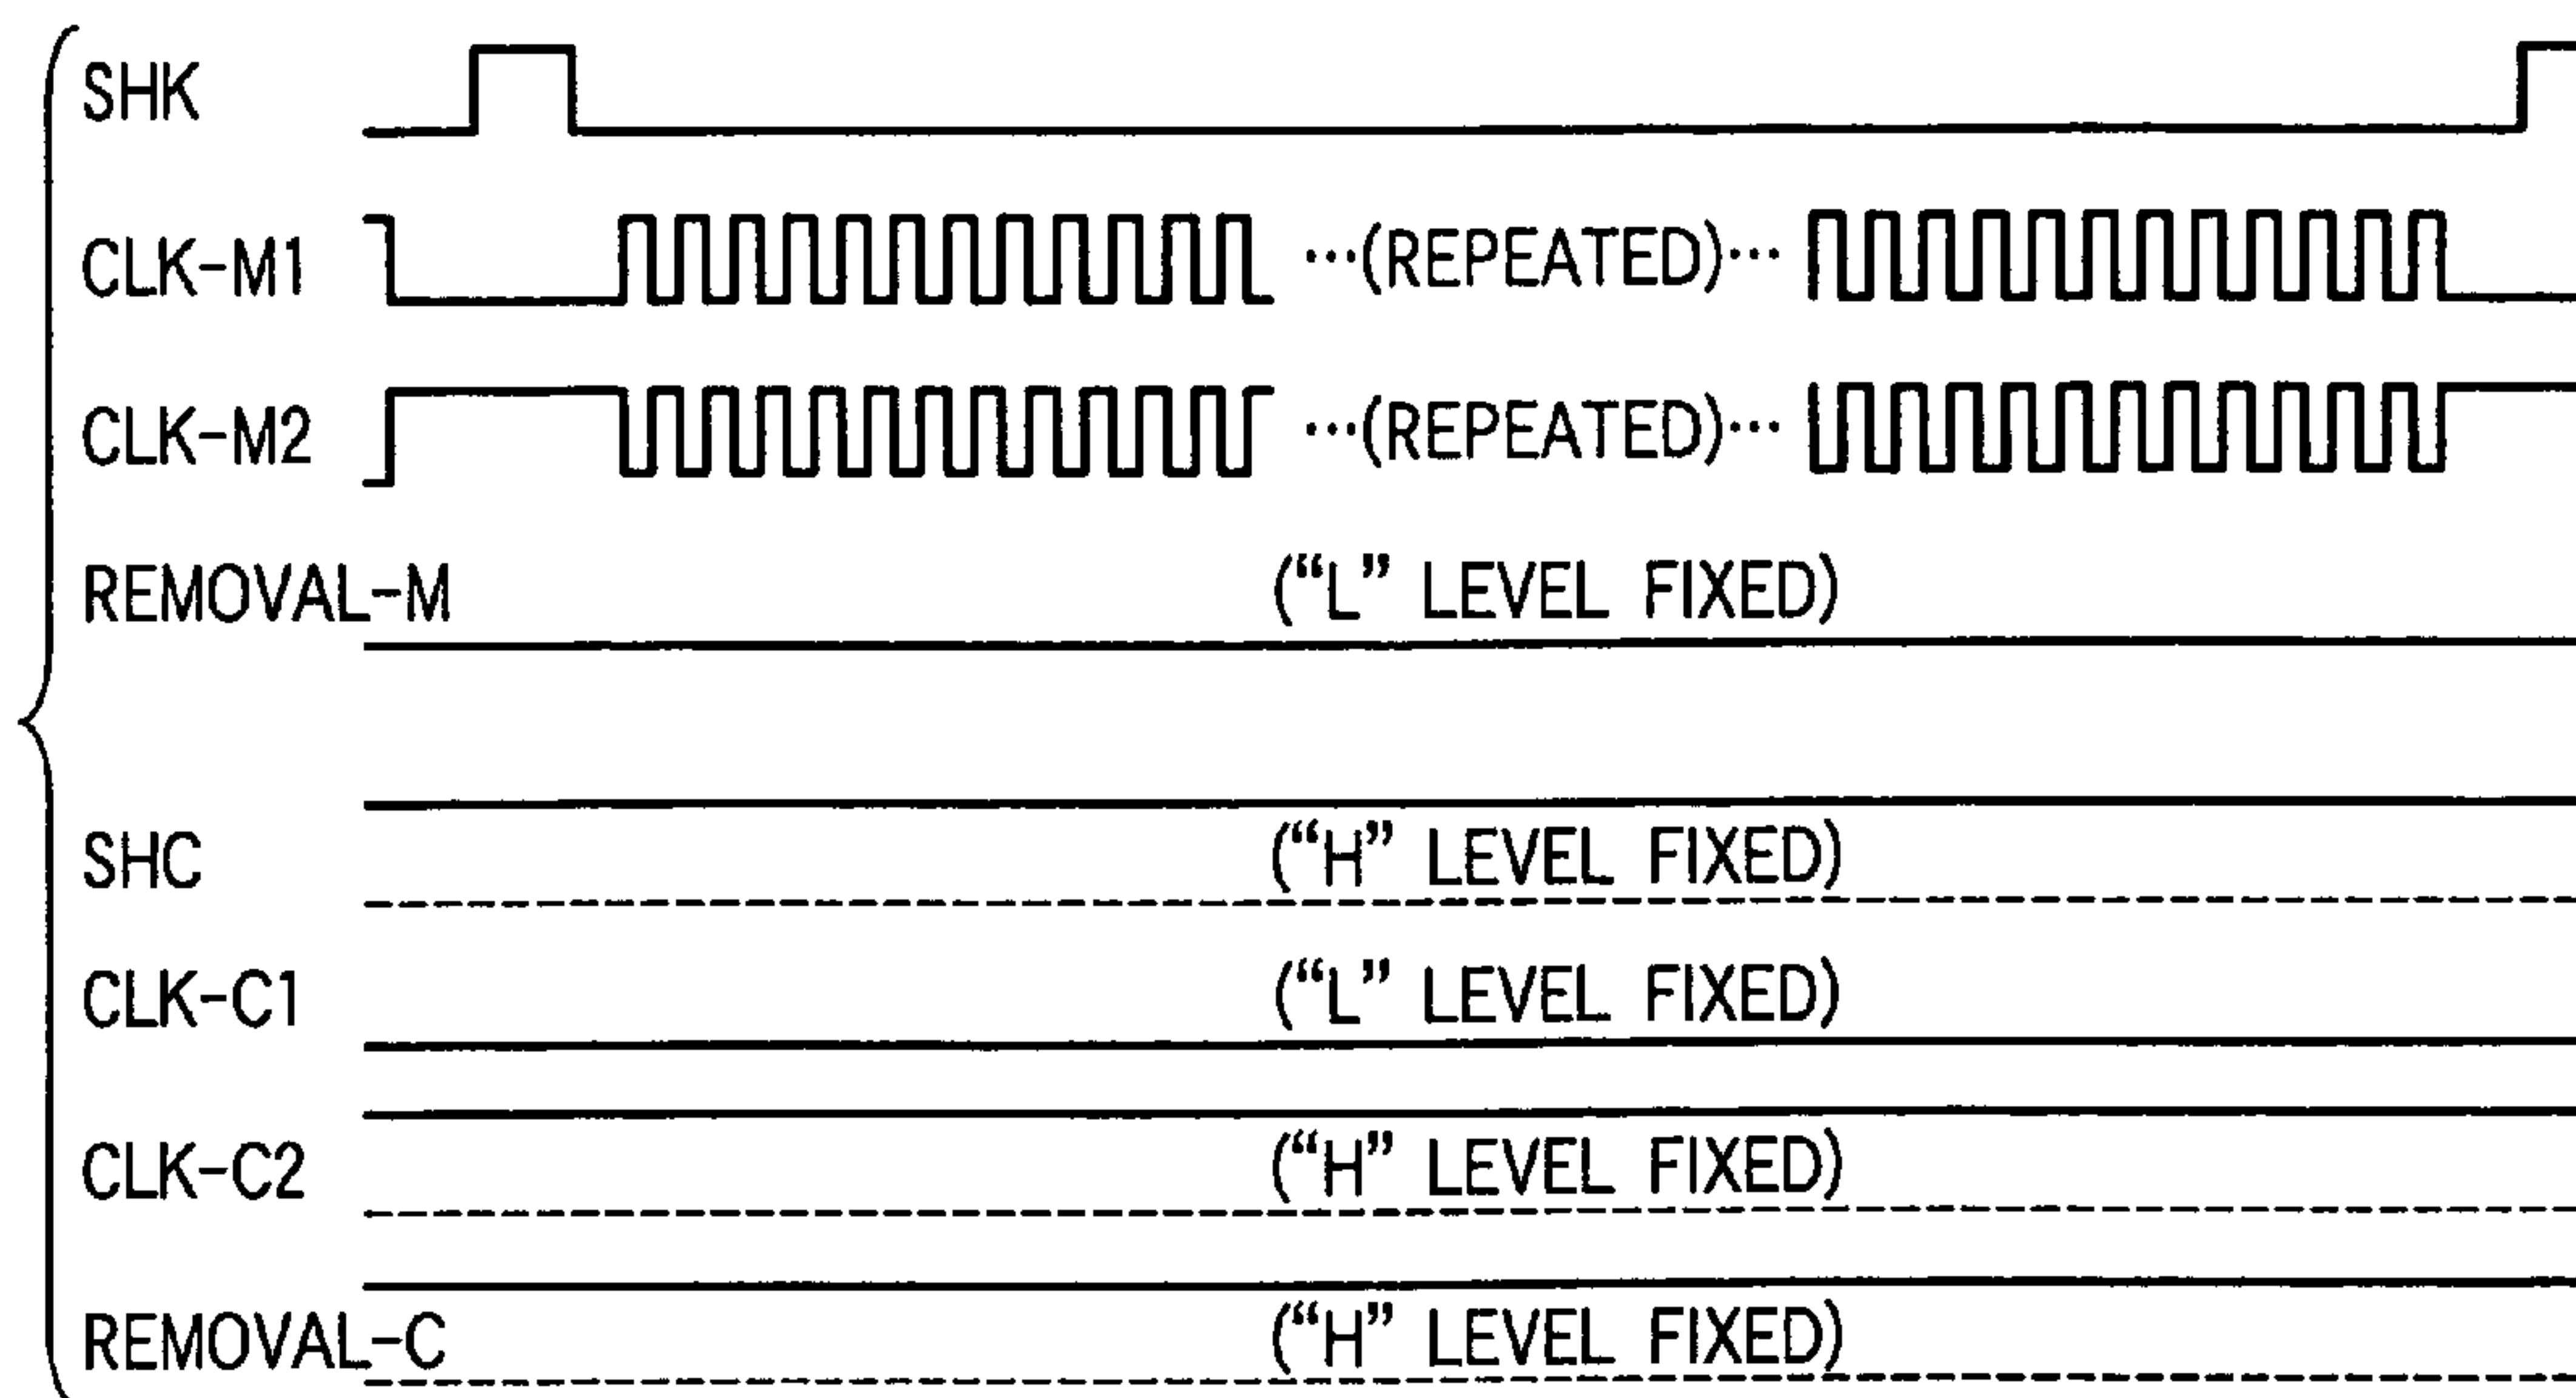 SHK
CLK-M1 ···(REPEATED)···
CLK-M2 ···(REPEATED)···
REMOVAL-M (“L” LEVEL FIXED)
SHC (“H” LEVEL FIXED)
CLK-C1 (“L” LEVEL FIXED)
CLK-C2 (“H” LEVEL FIXED)
REMOVAL-C (“H” LEVEL FIXED)